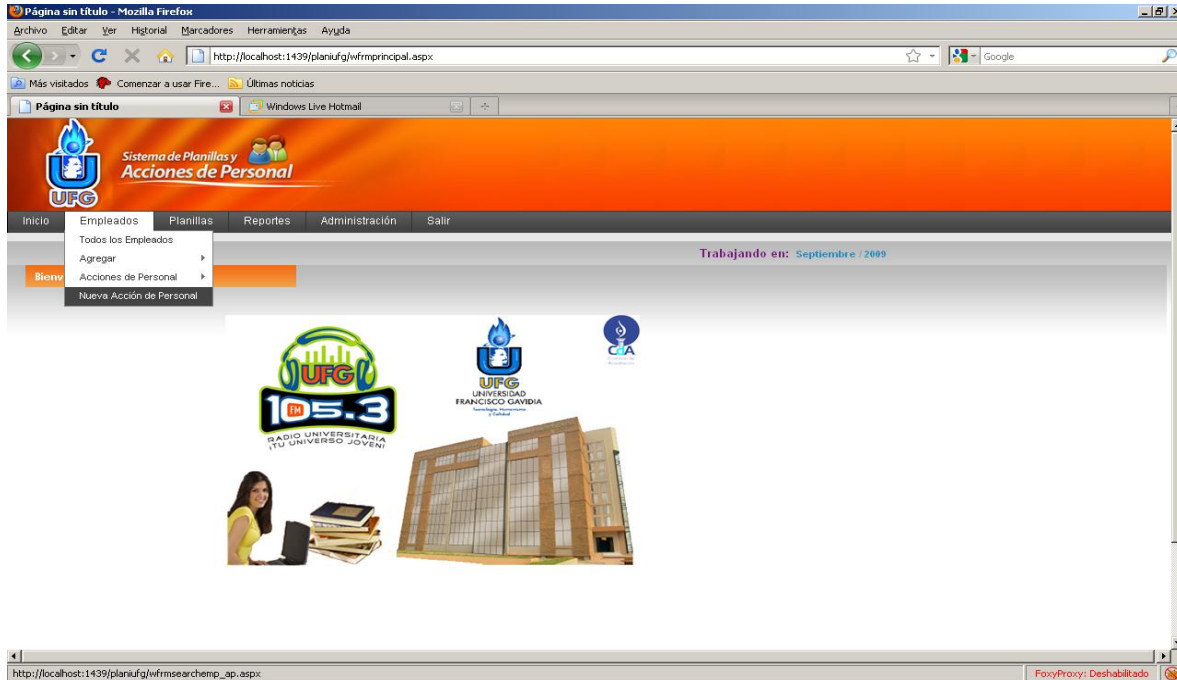 Página sin título - Mozilla Firefox
Archivo Editar Ver Historial Marcadores Herramientas Ayuda
http://localhost:1439/planiufg/wfrmprincipal.aspx
Google
Más visitados Comenzar a usar Fire... Últimas noticias
Página sin título Windows Live Hotmail
Sistema de Planillas y
Acciones de Personal
UFG
Inicio Empleados Planillas Reportes Administración Salir
Todos los Empleados
Agregar
Acciones de Personal
Nueva Acción de Personal
Trabajando en: Septiembre / 2009
Bienv
UFG
FM 105.3
RADIO UNIVERSITARIA
¡TU UNIVERSO JOVEN!
UFG
UNIVERSIDAD
FRANCISCO GAVIDIA
Tecnología, Humanismo
y Calidad
CdA
http://localhost:1439/planiufg/wfrmsearchemp_ap.aspx
FoxyProxy: Deshabilitado